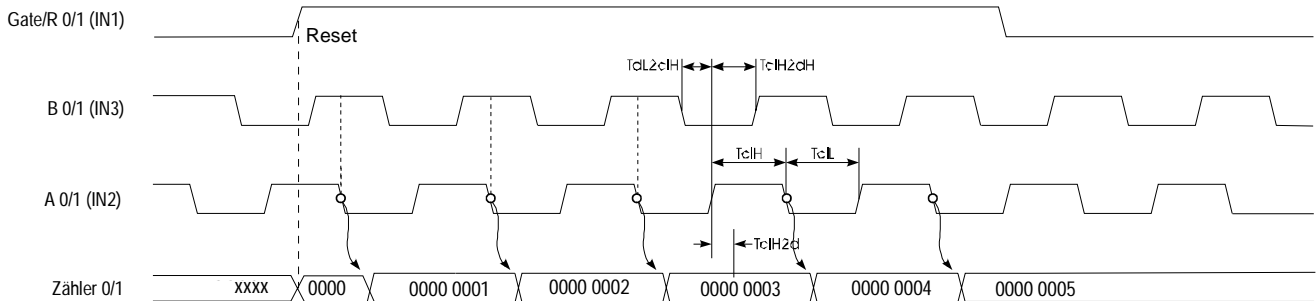 Gate/R 0/1 (IN1)
Reset
TdL2clH
TclH2dH
B 0/1 (IN3)
TclH
TclL
A 0/1 (IN2)
TclH2d
Zähler 0/1
xxxx
0000
0000 0001
0000 0002
0000 0003
0000 0004
0000 0005